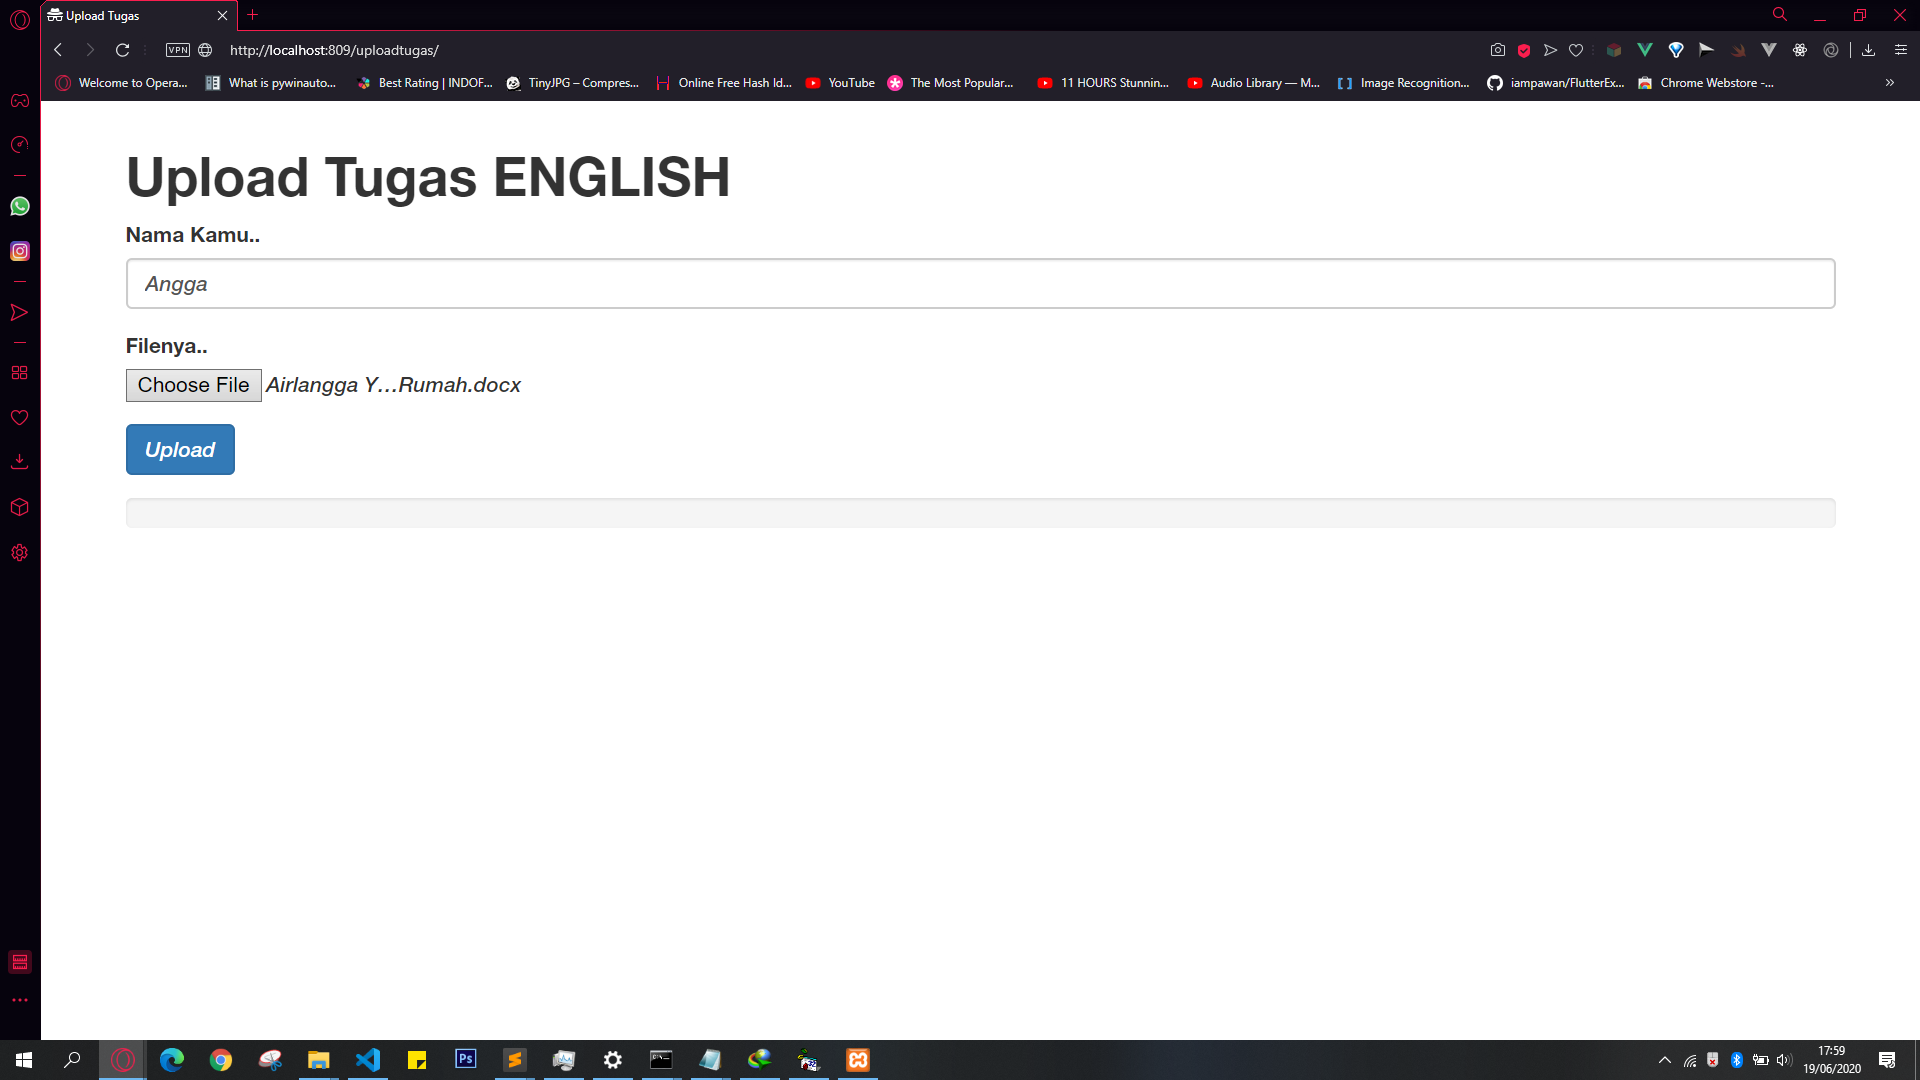 Upload Tugas
VPN
http://localhost:809/uploadtugas/
Welcome to Opera... What is pywinauto... Best Rating | INDOF... TinyJPG – Compres... Online Free Hash Id... YouTube The Most Popular... 11 HOURS Stunnin... Audio Library — M... Image Recognition... iampawan/FlutterEx... Chrome Webstore -...
Upload Tugas ENGLISH
Nama Kamu..
Angga
Filenya..
Choose File Airlangga Y...Rumah.docx
Upload
Ps
17:59
19/06/2020